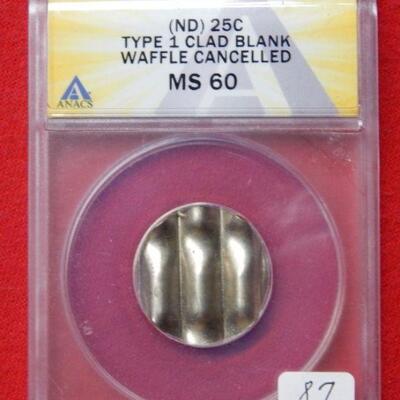 (ND) 25C
TYPE 1 CLAD BLANK
WAFFLE CANCELLED
ANACS
MS 60
87